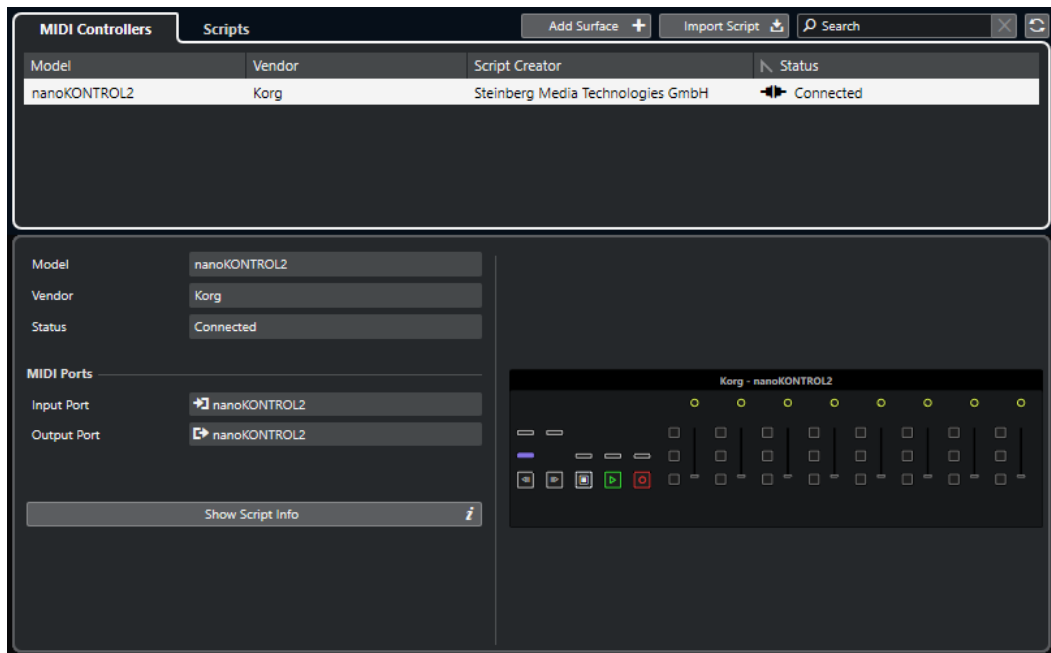 MIDI Controllers Scripts Add Surface Import Script Search
Model Vendor Script Creator Status
nanoKONTROL2 Korg Steinberg Media Technologies GmbH Connected
Model nanoKONTROL2
Vendor Korg
Status Connected
MIDI Ports
Input Port nanoKONTROL2
Output Port nanoKONTROL2
Show Script Info i
Korg - nanoKONTROL2